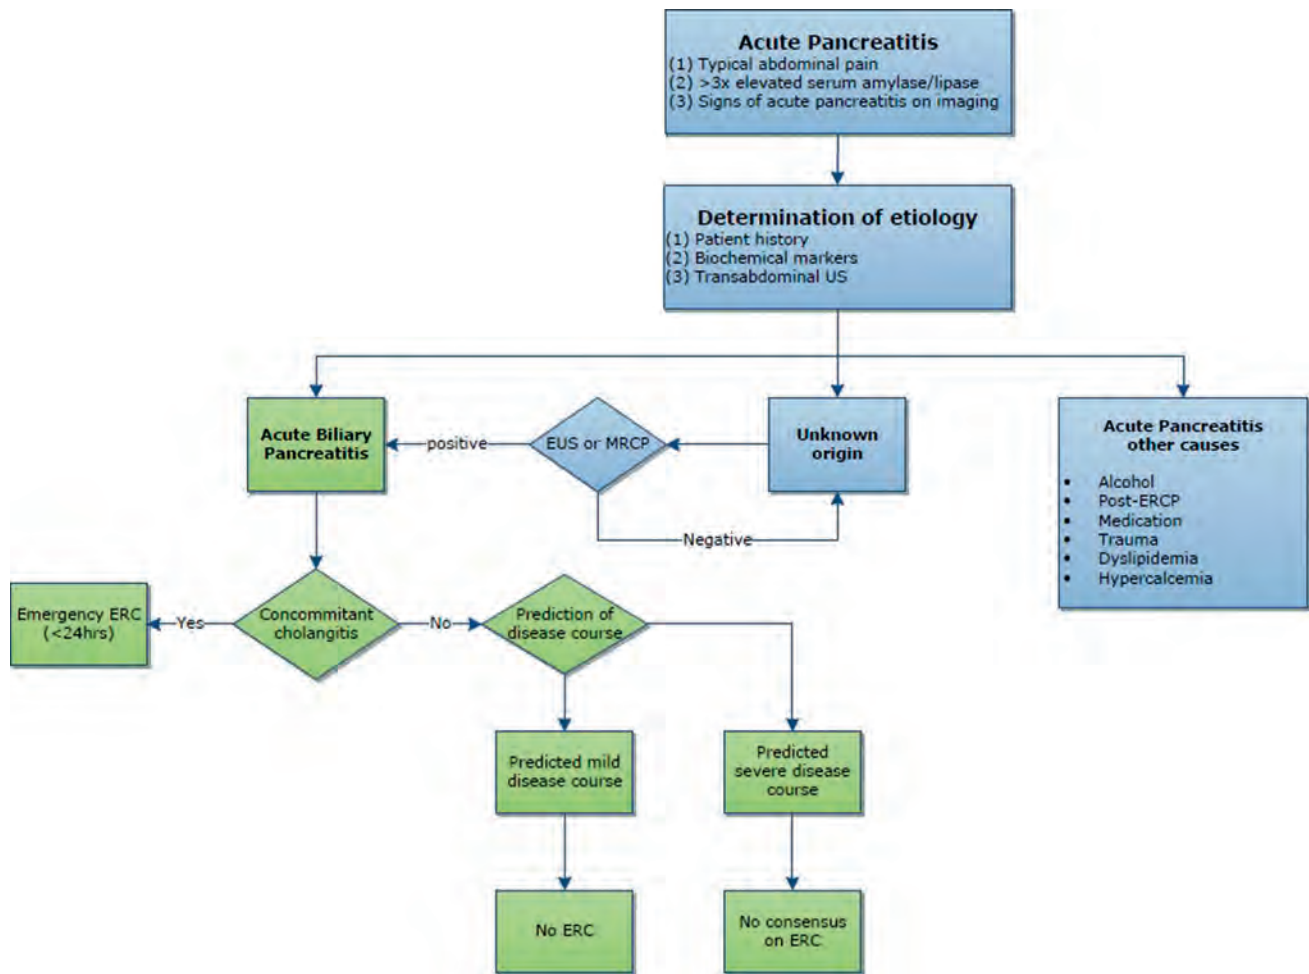 Acute Pancreatitis
(1) Typical abdominal pain
(2) >3x elevated serum amylase/lipase
(3) Signs of acute pancreatitis on imaging
Determination of etiology
(1) Patient history
(2) Biochemical markers
(3) Transabdominal US
Acute Biliary
Pancreatitis
positive
EUS or MRCP
Unknown
origin
Negative
Acute Pancreatitis
other causes
• Alcohol
• Post-ERCP
• Medication
• Trauma
• Dyslipidemia
• Hypercalcemia
Emergency ERC
(<24hrs)
Yes
Concommitant
cholangitis
No
Prediction of
disease course
Predicted mild
disease course
Predicted
severe disease
course
No ERC
No consensus
on ERC